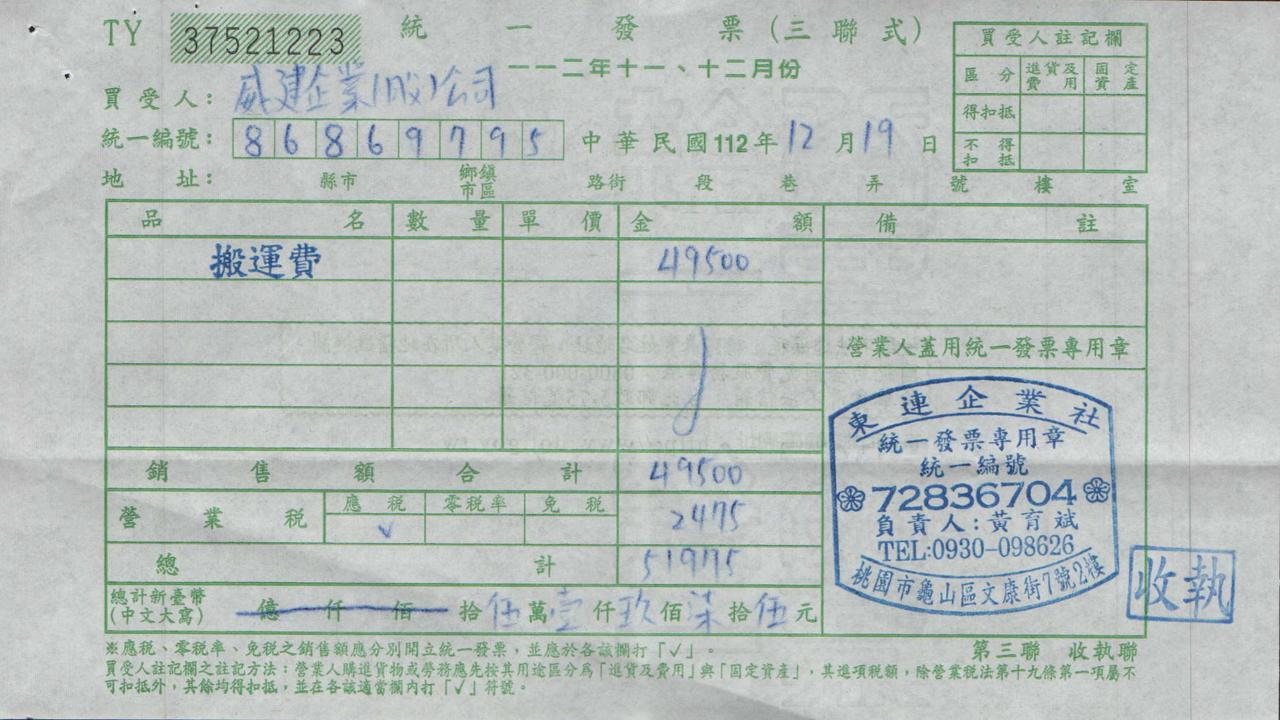 TY 37521223 統一發票(三聯式)
一一二年十一、十二月份
買受人: 威建企業(股)公司
統一編號: 86869795 中華民國112年12月19日
地址: 縣市 鄉鎮市區 路街 段 巷 弄 號 樓 室
買受人註記欄
區分 進貨及費用 固定資產
得扣抵
不得扣抵
品名 數量 單價 金額 備註
搬運費 49500
營業人蓋用統一發票專用章
銷售額合計 49500
營業稅 應稅 零稅率 免稅 2475
√
總計 51975
總計新臺幣(中文大寫) 億 仟 佰 拾伍萬壹仟玖佰柒拾伍元
東連企業社
統一發票專用章
統一編號
72836704
負責人:黃育斌
TEL:0930-098626
桃園市龜山區文康街7號2樓
收執
※應稅、零稅率、免稅之銷售額應分別開立統一發票,並應於各該欄打「√」。
第三聯 收執聯
買受人註記欄之註記方法:營業人購進貨物或勞務應先按其用途區分為「進貨及費用」與「固定資產」,其進項稅額,除營業稅法第十九條第一項屬不
可扣抵外,其餘均得扣抵,並在各該適當欄內打「√」符號。